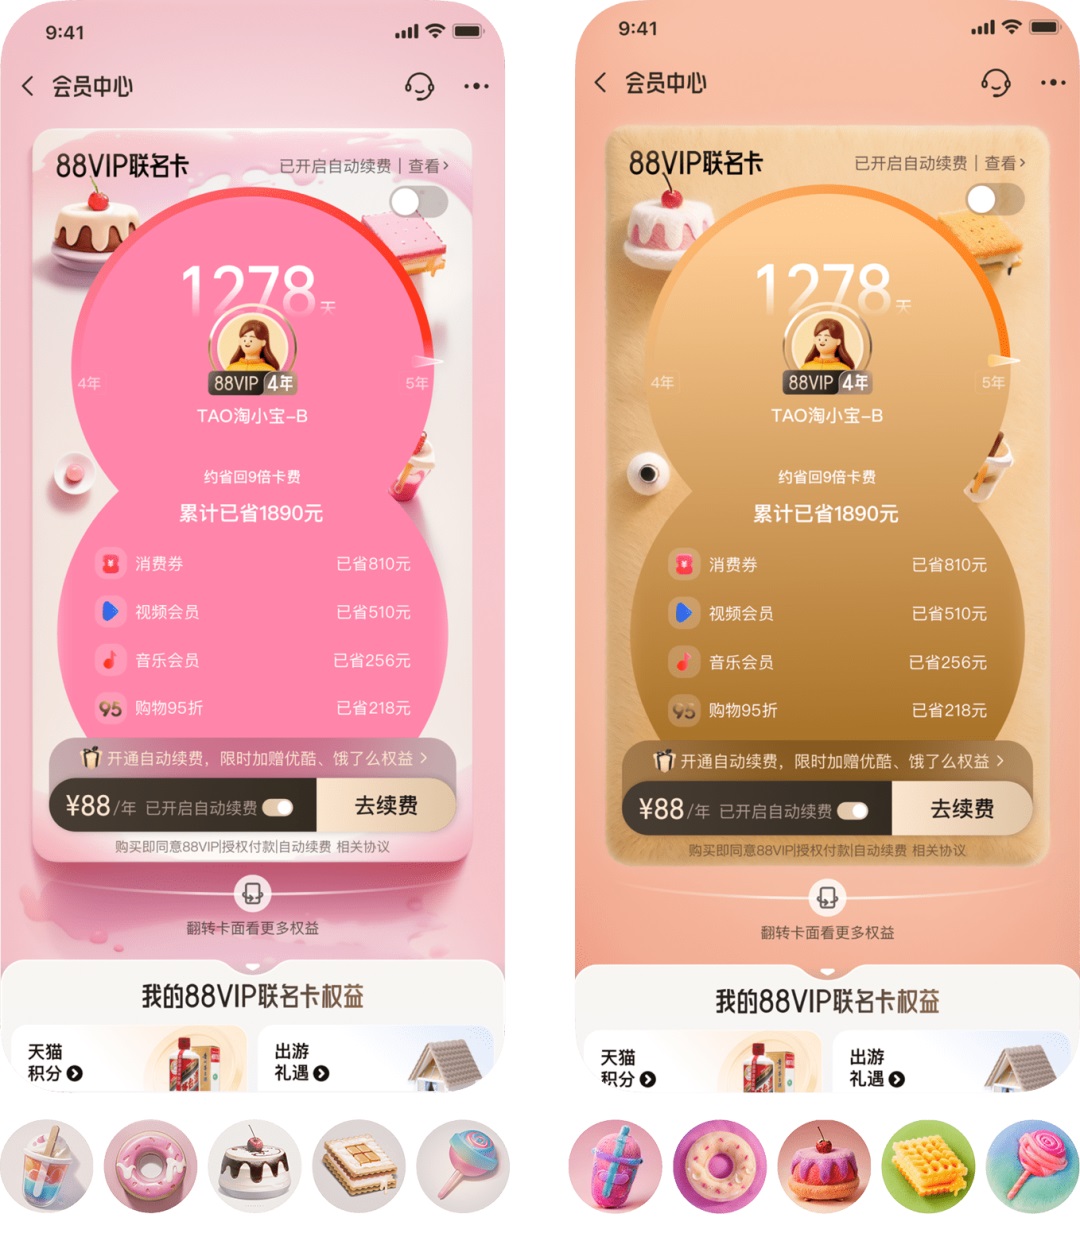 9:41
会员中心
88VIP联名卡
已开启自动续费 | 查看
1278天
4年
5年
88VIP 4年
TAO淘小宝-B
约省回9倍卡费
累计已省1890元
消费券 已省810元
视频会员 已省510元
音乐会员 已省256元
95 购物95折 已省218元
开通自动续费，限时加赠优酷、饿了么权益
¥88/年 已开启自动续费 去续费
购买即同意88VIP|授权付款|自动续费 相关协议
翻转卡面看更多权益
我的88VIP联名卡权益
天猫
积分
出游
礼遇
9:41
会员中心
88VIP联名卡
已开启自动续费 | 查看
1278天
4年
5年
88VIP 4年
TAO淘小宝-B
约省回9倍卡费
累计已省1890元
消费券 已省810元
视频会员 已省510元
音乐会员 已省256元
95 购物95折 已省218元
开通自动续费，限时加赠优酷、饿了么权益
¥88/年 已开启自动续费 去续费
购买即同意88VIP|授权付款|自动续费 相关协议
翻转卡面看更多权益
我的88VIP联名卡权益
天猫
积分
出游
礼遇